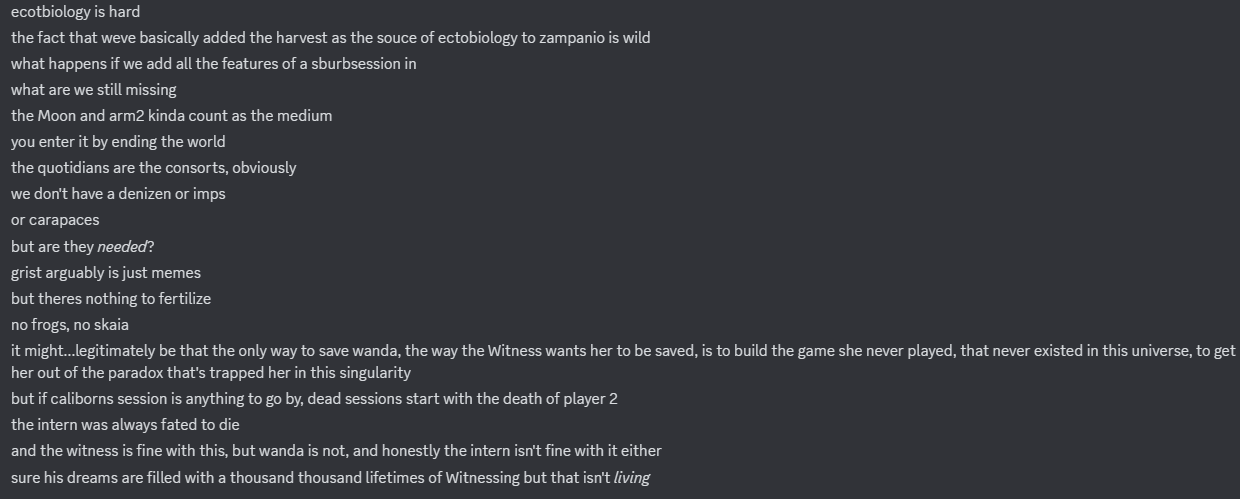 ecotbiology is hard
the fact that weve basically added the harvest as the souce of ectobiology to zampanio is wild
what happens if we add all the features of a sburbsession in
what are we still missing
the Moon and arm2 kinda count as the medium
you enter it by ending the world
the quotidians are the consorts, obviously
we don't have a denizen or imps
or carapaces
but are they needed?
grist arguably is just memes
but theres nothing to fertilize
no frogs, no skaia
it might...legitimately be that the only way to save wanda, the way the Witness wants her to be saved, is to build the game she never played, that never existed in this universe, to get
her out of the paradox that's trapped her in this singularity
but if caliborns session is anything to go by, dead sessions start with the death of player 2
the intern was always fated to die
and the witness is fine with this, but wanda is not, and honestly the intern isn't fine with it either
sure his dreams are filled with a thousand thousand lifetimes of Witnessing but that isn't living